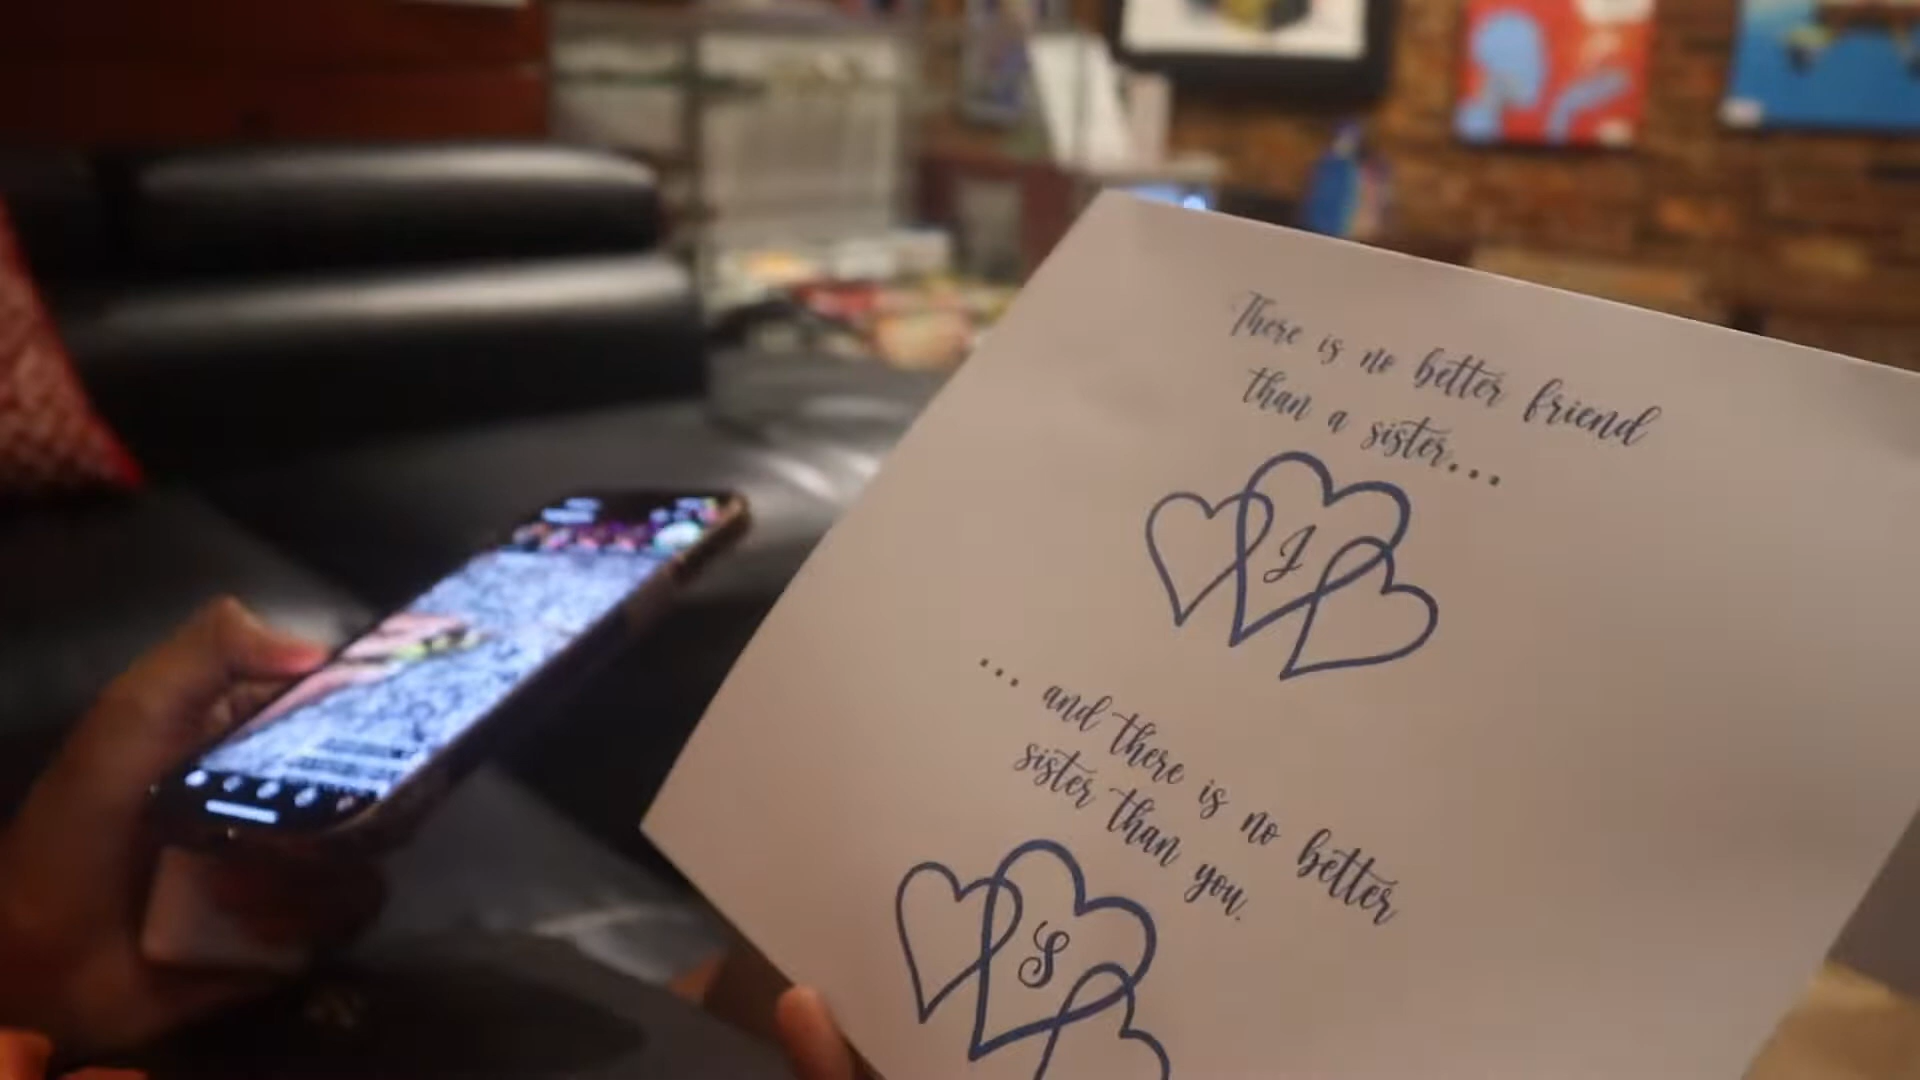 There is no better friend
than a sister...
J
... and there is no better
sister than you.
S